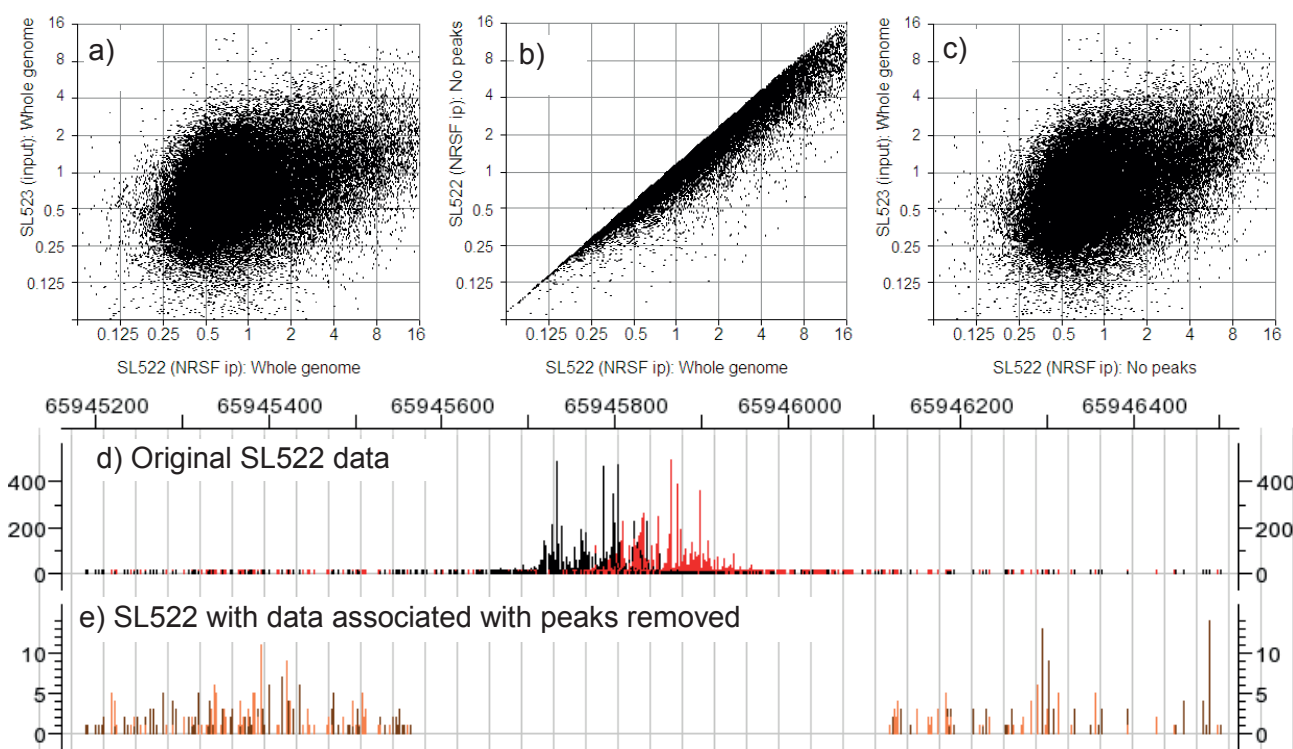 a)
SL523 (input): Whole genome
16
8
4
2
1
0.5
0.25
0.125
0.125 0.25 0.5 1 2 4 8 16
SL522 (NRSF ip): Whole genome
b)
SL522 (NRSF ip): No peaks
16
8
4
2
1
0.5
0.25
0.125
0.125 0.25 0.5 1 2 4 8 16
SL522 (NRSF ip): Whole genome
c)
SL523 (input): Whole genome
16
8
4
2
1
0.5
0.25
0.125
0.125 0.25 0.5 1 2 4 8 16
SL522 (NRSF ip): No peaks
65945200 65945400 65945600 65945800 65946000 65946200 65946400
d) Original SL522 data
400 400
200 200
0 0
e) SL522 with data associated with peaks removed
10 10
5 5
0 0